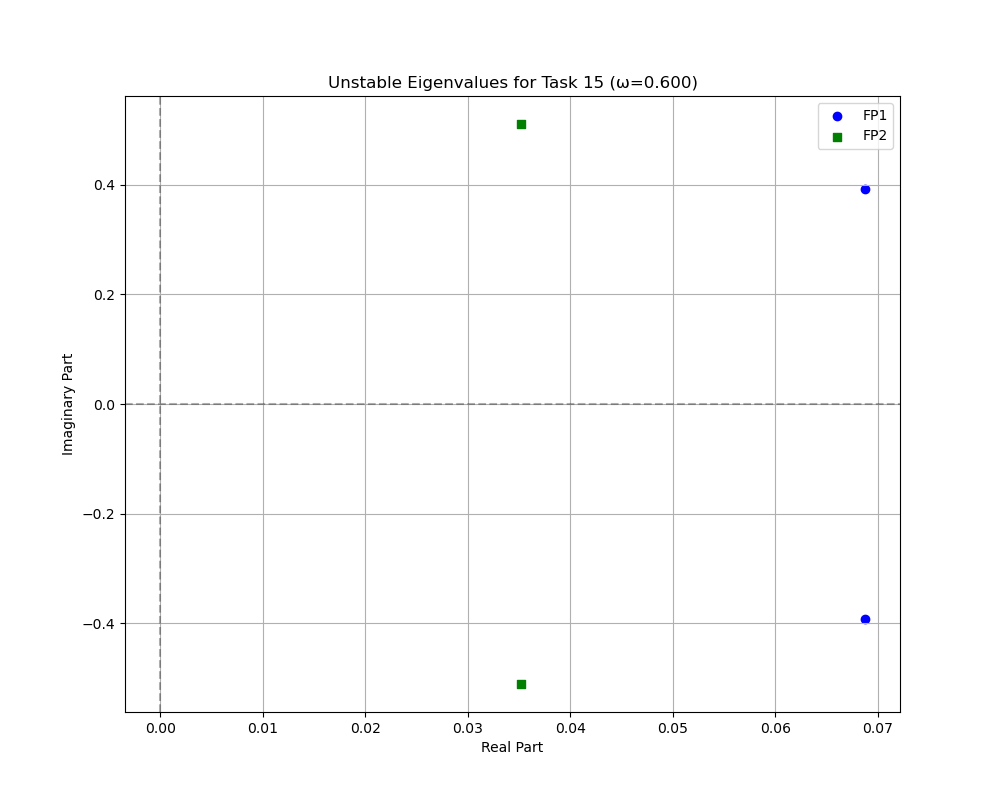 Unstable Eigenvalues for Task 15 (ω=0.600)
FP1
FP2
0.4
0.2
0.0
−0.2
−0.4
Imaginary Part
0.00 0.01 0.02 0.03 0.04 0.05 0.06 0.07
Real Part